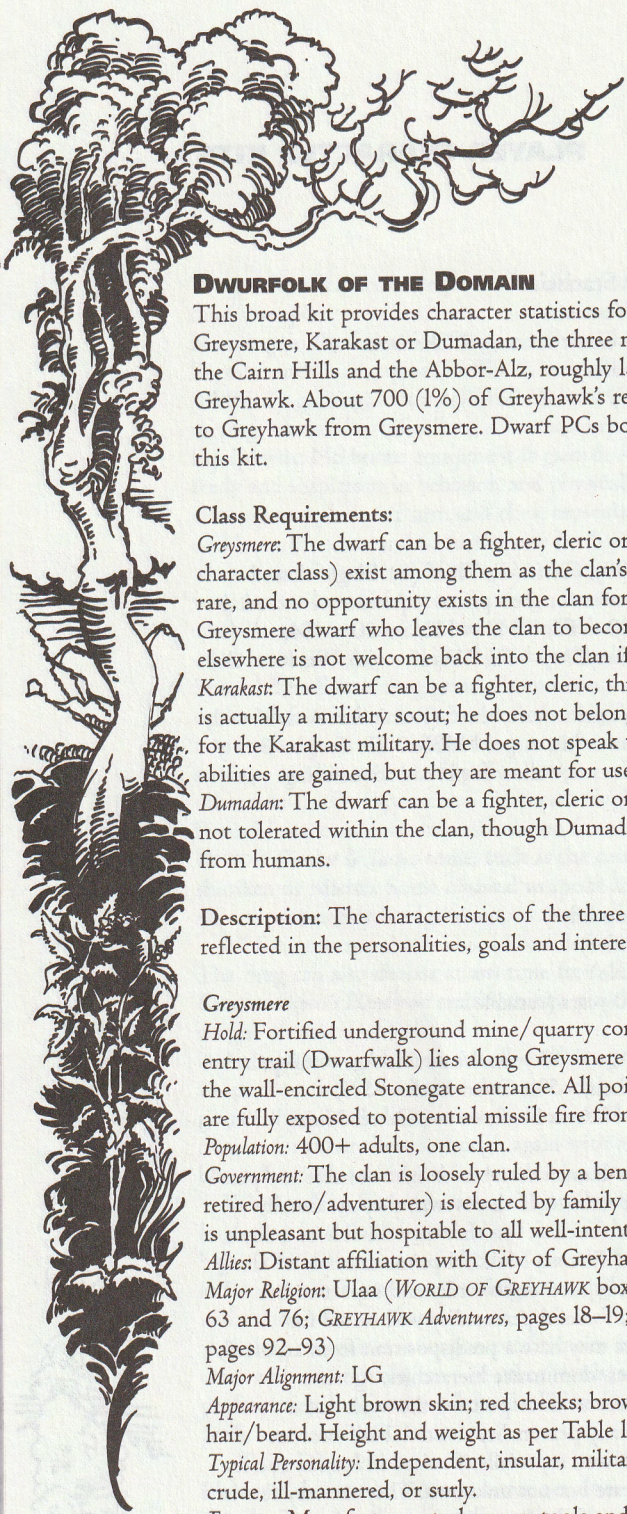 DWURFOLK OF THE DOMAIN
This broad kit provides character statistics fo
Greysmere, Karakast or Dumadan, the three
the Cairn Hills and the Abbor-Alz, roughly
Greyhawk. About 700 (1%) of Greyhawk's re
to Greyhawk from Greysmere. Dwarf PCs bo
this kit.
Class Requirements:
Greysmere: The dwarf can be a fighter, cleric or
character class) exist among them as the clan's
rare, and no opportunity exists in the clan for
Greysmere dwarf who leaves the clan to becor
elsewhere is not welcome back into the clan if
Karakast: The dwarf can be a fighter, cleric, thi
is actually a military scout; he does not belon
for the Karakast military. He does not speak
abilities are gained, but they are meant for use
Dumadan: The dwarf can be a fighter, cleric or
not tolerated within the clan, though Dumad
from humans.
Description: The characteristics of the three
reflected in the personalities, goals and intere
Greysmere
Hold: Fortified underground mine/quarry cor
entry trail (Dwarfwalk) lies along Greysmere
the wall-encircled Stonegate entrance. All poi
are fully exposed to potential missile fire from
Population: 400+ adults, one clan.
Government: The clan is loosely ruled by a ben
retired hero/adventurer) is elected by family
is unpleasant but hospitable to all well-intent
Allies: Distant affiliation with City of Greyha
Major Religion: Ulaa (WORLD OF GREYHAWK box
63 and 76; GREYHAWK Adventures, pages 18–19;
pages 92–93)
Major Alignment: LG
Appearance: Light brown skin; red cheeks; brow
hair/beard. Height and weight as per Table 1
Typical Personality: Independent, insular, milita
crude, ill-mannered, or surly.